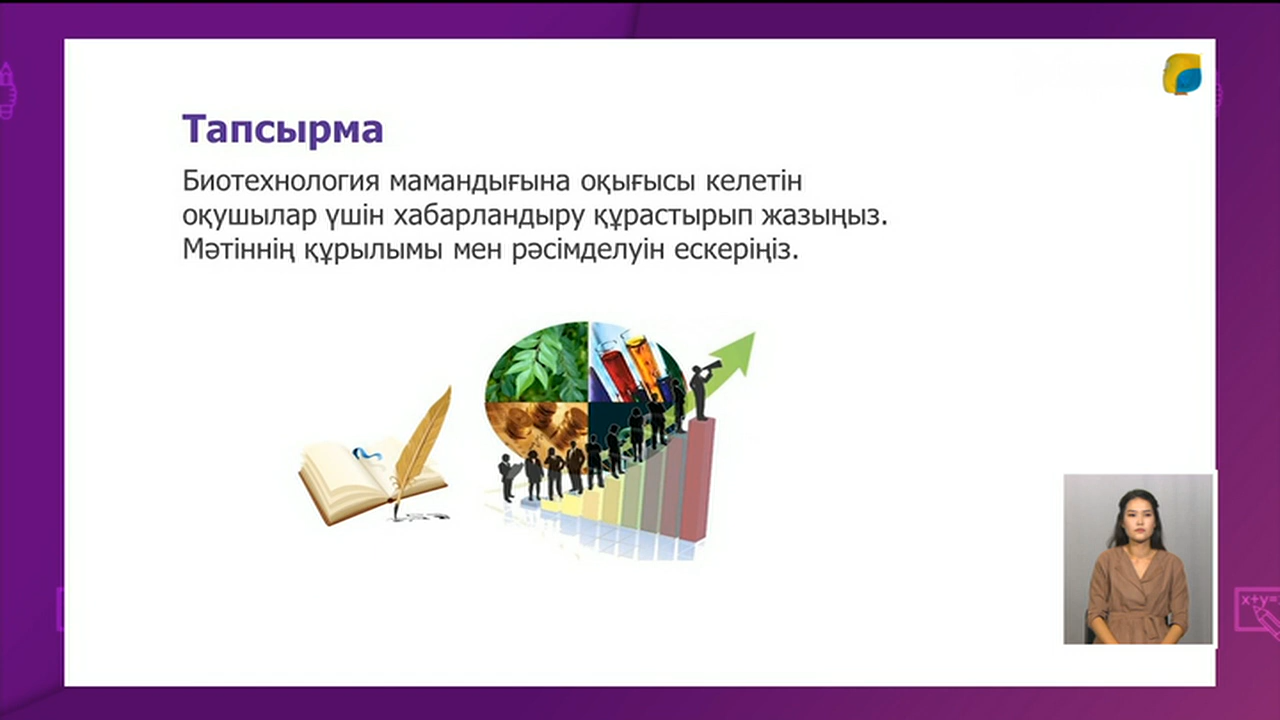 Тапсырма
Биотехнология мамандығына оқығысы келетін
оқушылар үшін хабарландыру құрастырып жазыңыз.
Мәтіннің құрылымы мен рәсімделуін ескеріңіз.
x+y=